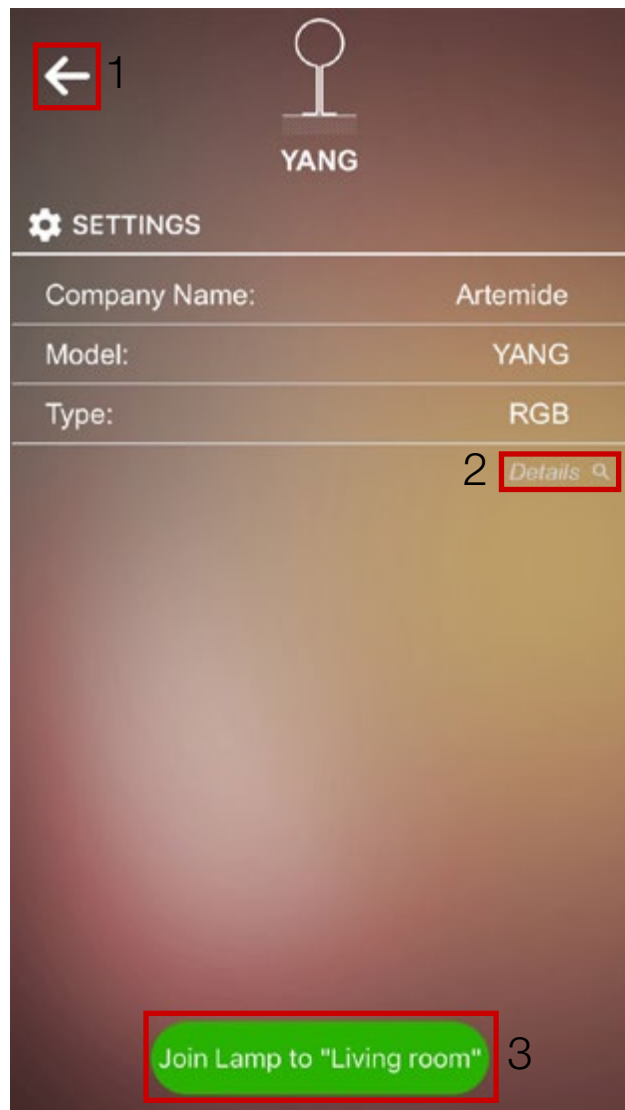 1
YANG
SETTINGS
Company Name: Artemide
Model: YANG
Type: RGB
2 Details
Join Lamp to "Living room" 3